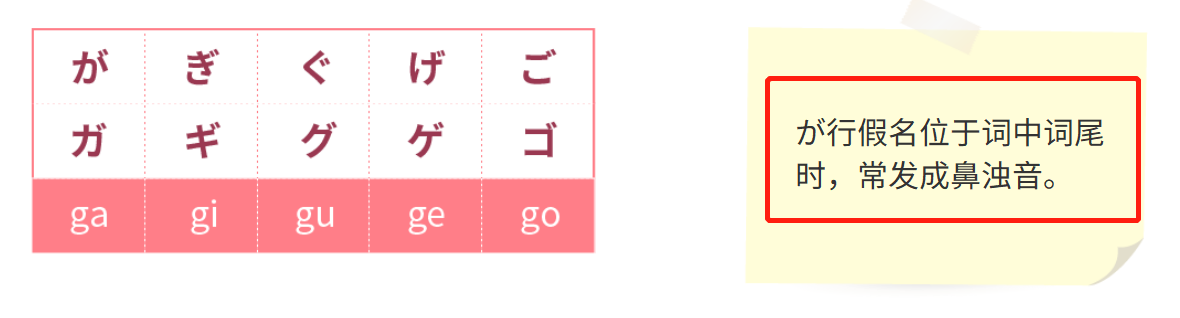 が ぎ ぐ げ ご
ガ ギ グ ゲ ゴ
ga gi gu ge go
が行假名位于词中词尾
时，常发成鼻浊音。